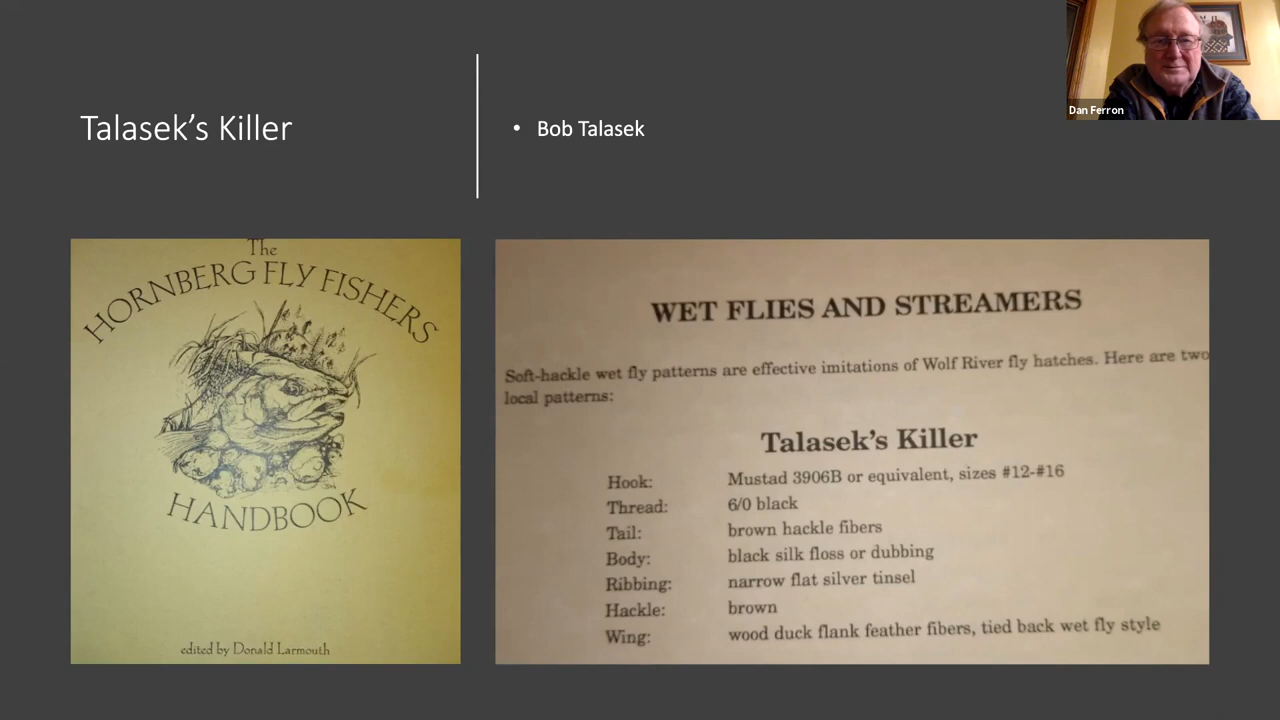 Talasek's Killer
• Bob Talasek
Dan Ferron
The
HORNBERG FLY FISHERS
HANDBOOK
edited by Donald Larmouth
WET FLIES AND STREAMERS
Soft-hackle wet fly patterns are effective imitations of Wolf River fly hatches. Here are two
local patterns:
Talasek's Killer
Hook: Mustad 3906B or equivalent, sizes #12-#16
Thread: 6/0 black
Tail: brown hackle fibers
Body: black silk floss or dubbing
Ribbing: narrow flat silver tinsel
Hackle: brown
Wing: wood duck flank feather fibers, tied back wet fly style